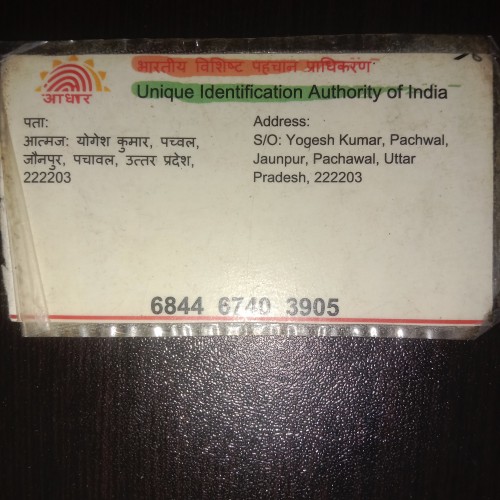 भारतीय विशिष्ट पहचान प्राधिकरण
आधार
Unique Identification Authority of India
पता:
आत्मज: योगेश कुमार, पच्वल,
जौनपुर, पचावल, उत्तर प्रदेश,
222203
Address:
S/O: Yogesh Kumar, Pachwal,
Jaunpur, Pachawal, Uttar
Pradesh, 222203
6844 6740 3905